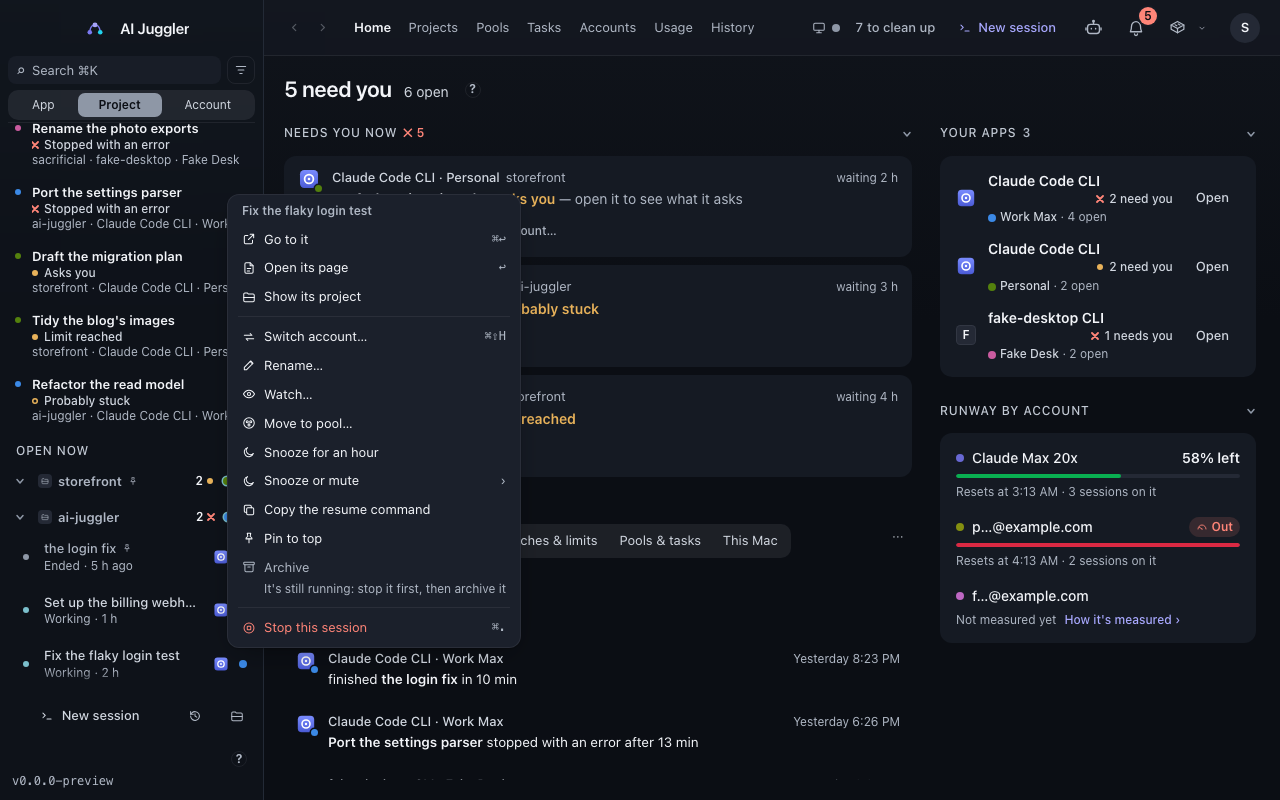 AI Juggler
Search ⌘K
App Project Account
Rename the photo exports
Stopped with an error
sacrificial · fake-desktop · Fake Desk
Port the settings parser
Stopped with an error
ai-juggler · Claude Code CLI · Work
Draft the migration plan
Asks you
storefront · Claude Code CLI · Pers
Tidy the blog's images
Limit reached
storefront · Claude Code CLI · Pers
Refactor the read model
Probably stuck
ai-juggler · Claude Code CLI · Work
OPEN NOW
storefront 2
ai-juggler 2
the login fix
Ended · 5 h ago
Set up the billing webh...
Working · 1 h
Fix the flaky login test
Working · 2 h
New session
?
v0.0.0-preview
Home Projects Pools Tasks Accounts Usage History
7 to clean up
New session
5
S
5 need you 6 open ?
NEEDS YOU NOW 5
Claude Code CLI · Personal storefront waiting 2 h
s you — open it to see what it asks
ount...
i-juggler waiting 3 h
bably stuck
orefront waiting 4 h
reached
ches & limits Pools & tasks This Mac
...
Claude Code CLI · Work Max Yesterday 8:23 PM
finished the login fix in 10 min
Claude Code CLI · Work Max Yesterday 6:26 PM
Port the settings parser stopped with an error after 13 min
Fix the flaky login test
Go to it ⌘↩
Open its page ↩
Show its project
Switch account... ⌘⇧H
Rename...
Watch...
Move to pool...
Snooze for an hour
Snooze or mute ›
Copy the resume command
Pin to top
Archive
It's still running: stop it first, then archive it
Stop this session ⌘.
YOUR APPS 3
Claude Code CLI
2 need you Open
Work Max · 4 open
Claude Code CLI
2 need you Open
Personal · 2 open
F fake-desktop CLI
1 needs you Open
Fake Desk · 2 open
RUNWAY BY ACCOUNT
Claude Max 20x 58% left
Resets at 3:13 AM · 3 sessions on it
p...@example.com Out
Resets at 4:13 AM · 2 sessions on it
f...@example.com
Not measured yet How it's measured ›